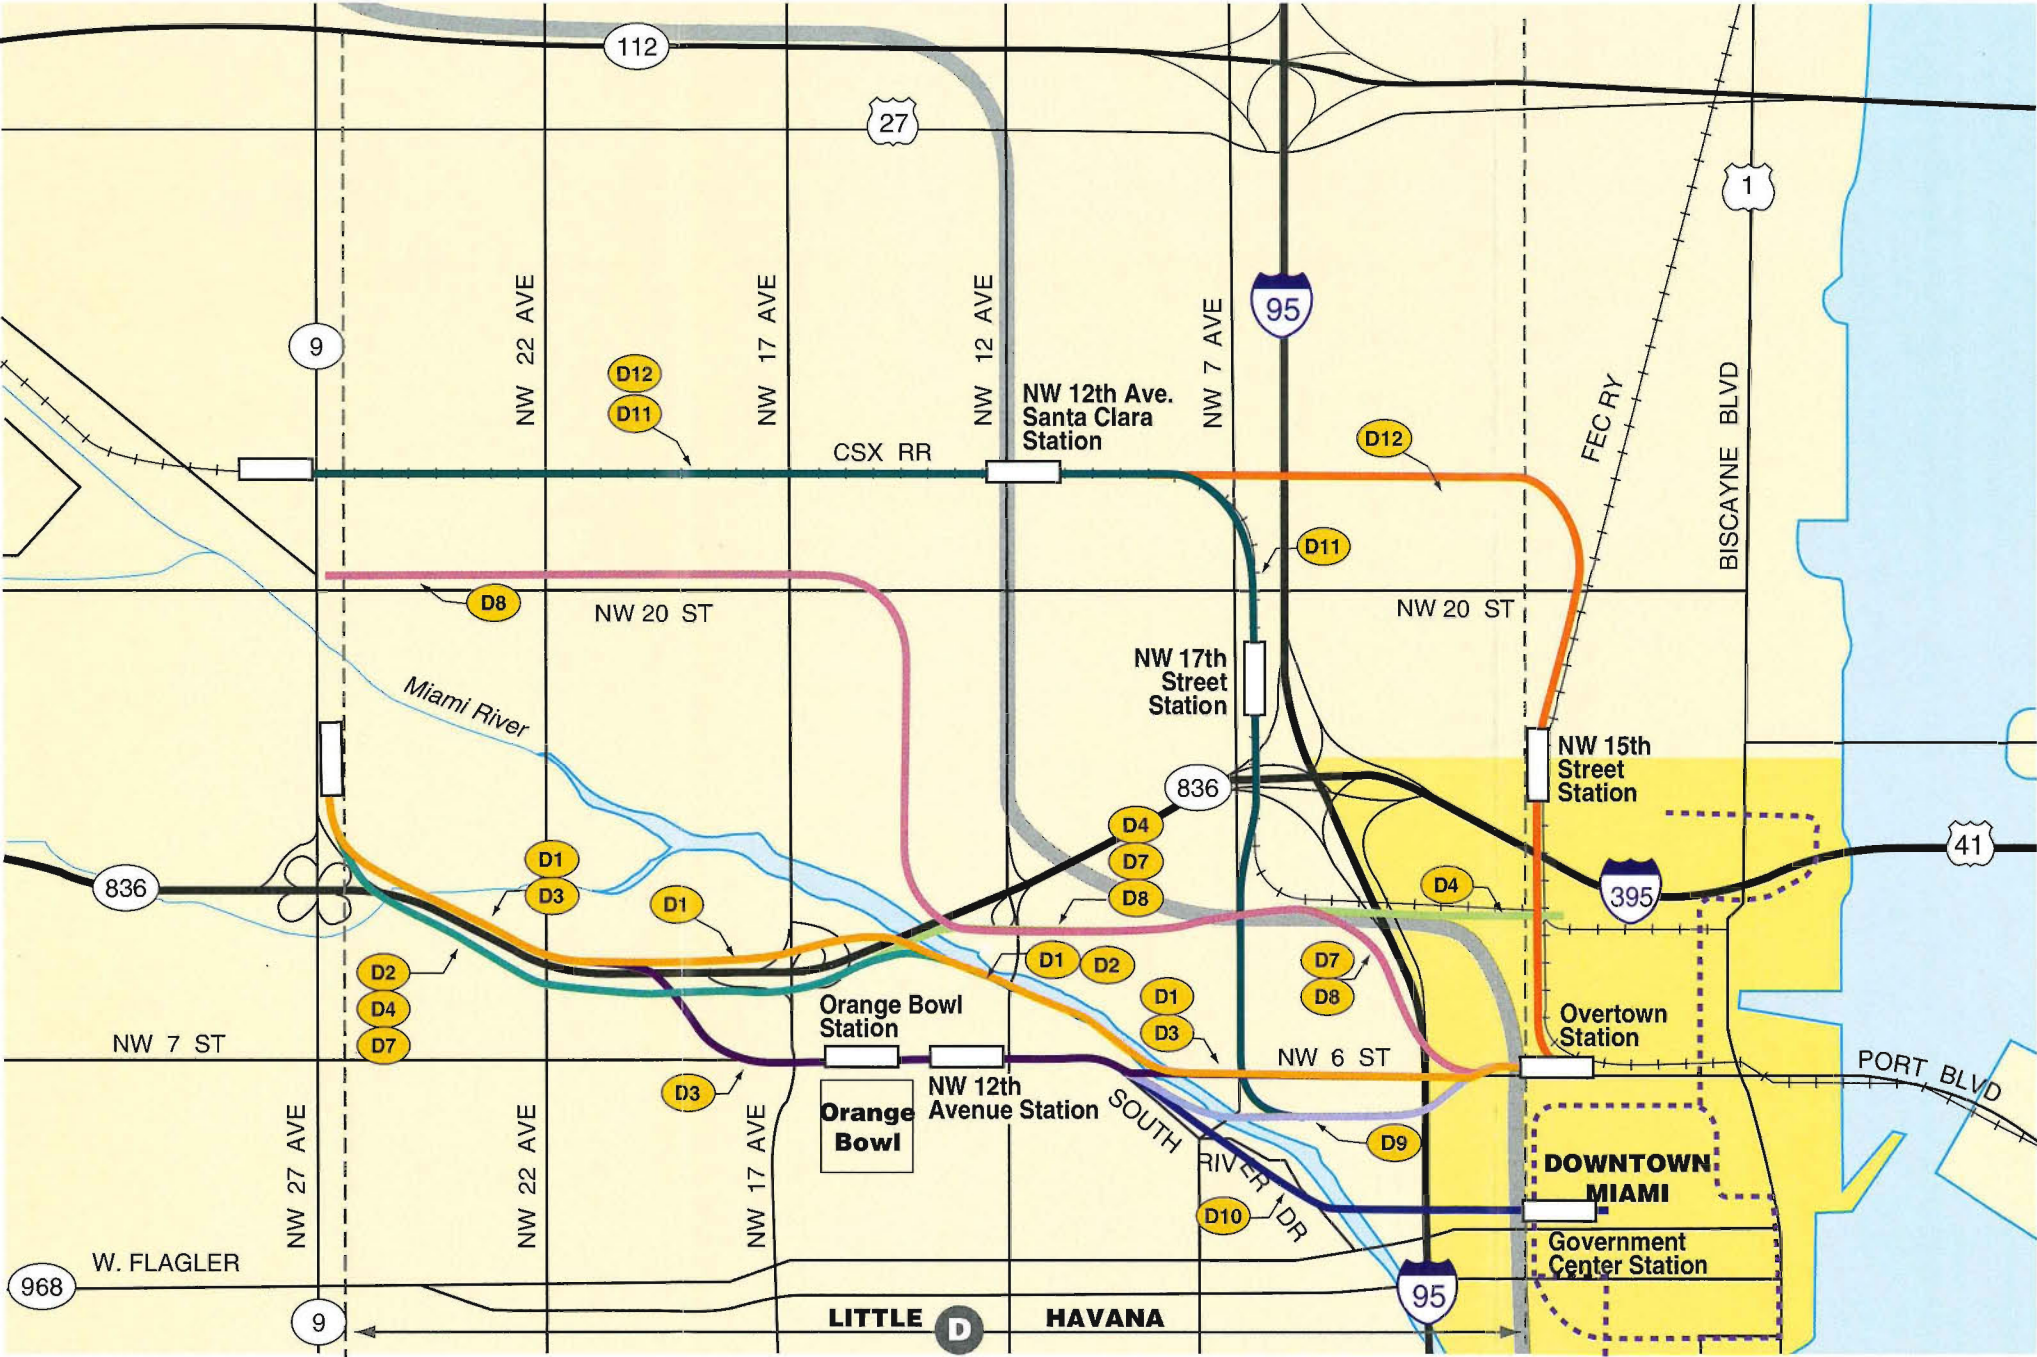 112
27
1
95
9
NW 22 AVE
NW 17 AVE
NW 12 AVE
NW 7 AVE
FEC RY
BISCAYNE BLVD
D12
D11
NW 12th Ave.
Santa Clara
Station
CSX RR
D12
D11
D8
NW 20 ST
NW 20 ST
NW 17th
Street
Station
Miami River
NW 15th
Street
Station
836
836
D4
D7
D8
D1
D3
D1
D4
395
41
D2
D4
D7
D1
D2
D7
D8
D1
D3
Orange Bowl
Station
Overtown
Station
NW 7 ST
NW 6 ST
PORT BLVD
D3
NW 12th
Avenue Station
Orange
Bowl
SOUTH RIVER DR
D9
D10
NW 27 AVE
NW 22 AVE
NW 17 AVE
DOWNTOWN
MIAMI
Government
Center Station
W. FLAGLER
968
9
95
LITTLE D HAVANA